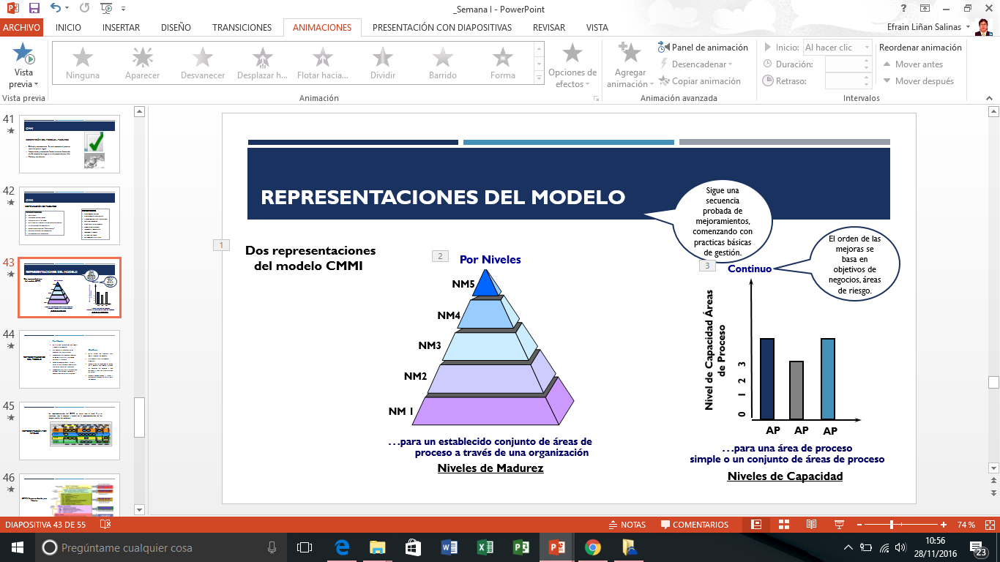 _Semana I - PowerPoint
ARCHIVO INICIO INSERTAR DISEÑO TRANSICIONES ANIMACIONES PRESENTACIÓN CON DIAPOSITIVAS REVISAR VISTA Efrain Liñan Salinas
Vista
previa
Vista previa
Ninguna Aparecer Desvanecer Desplazar h... Flotar hacia... Dividir Barrido Forma
Animación
Opciones de
efectos
Agregar
animación
Panel de animación
Desencadenar
Copiar animación
Animación avanzada
Inicio: Al hacer clic
Duración:
Retraso:
Intervalos
Reordenar animación
Mover antes
Mover después
41
CMMI
42
CMMI
43
REPRESENTACIONES DEL MODELO
44
45
46
REPRESENTACIONES DEL MODELO
Sigue una
secuencia
probada de
mejoramientos,
comenzando con
practicas básicas
de gestión.
El orden de las
mejoras se
basa en
objetivos de
negocios, áreas
de riesgo.
1
Dos representaciones
del modelo CMMI
2
Por Niveles
NM5
NM4
NM3
NM2
NM 1
...para un establecido conjunto de áreas de
proceso a través de una organización
Niveles de Madurez
3
Continuo
Nivel de Capacidad Áreas
de Proceso
0 1 2 3
AP AP AP
...para una área de proceso
simple o un conjunto de áreas de proceso
Niveles de Capacidad
DIAPOSITIVA 43 DE 55 NOTAS COMENTARIOS 74 %
Pregúntame cualquier cosa
10:56
28/11/2016
23